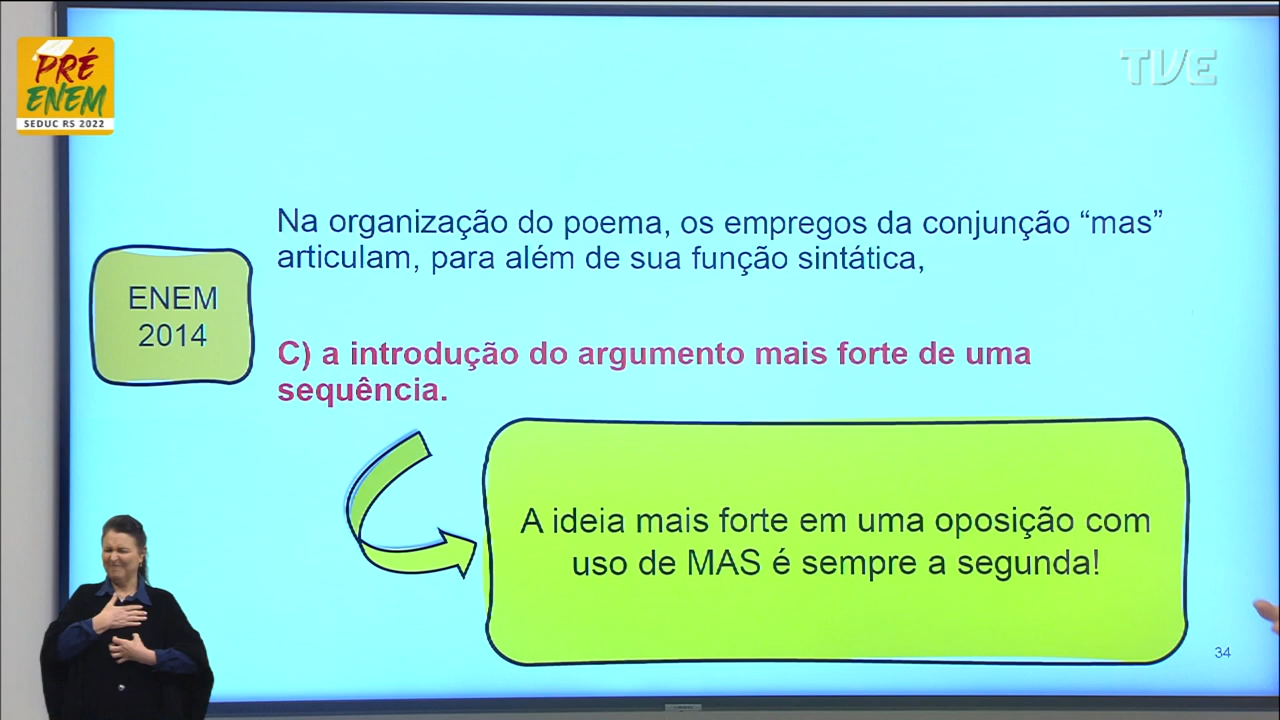 PRÉ
ENEM
SEDUC RS 2022
TVE
Na organização do poema, os empregos da conjunção “mas”
articulam, para além de sua função sintática,
ENEM
2014
C) a introdução do argumento mais forte de uma
sequência.
A ideia mais forte em uma oposição com
uso de MAS é sempre a segunda!
34